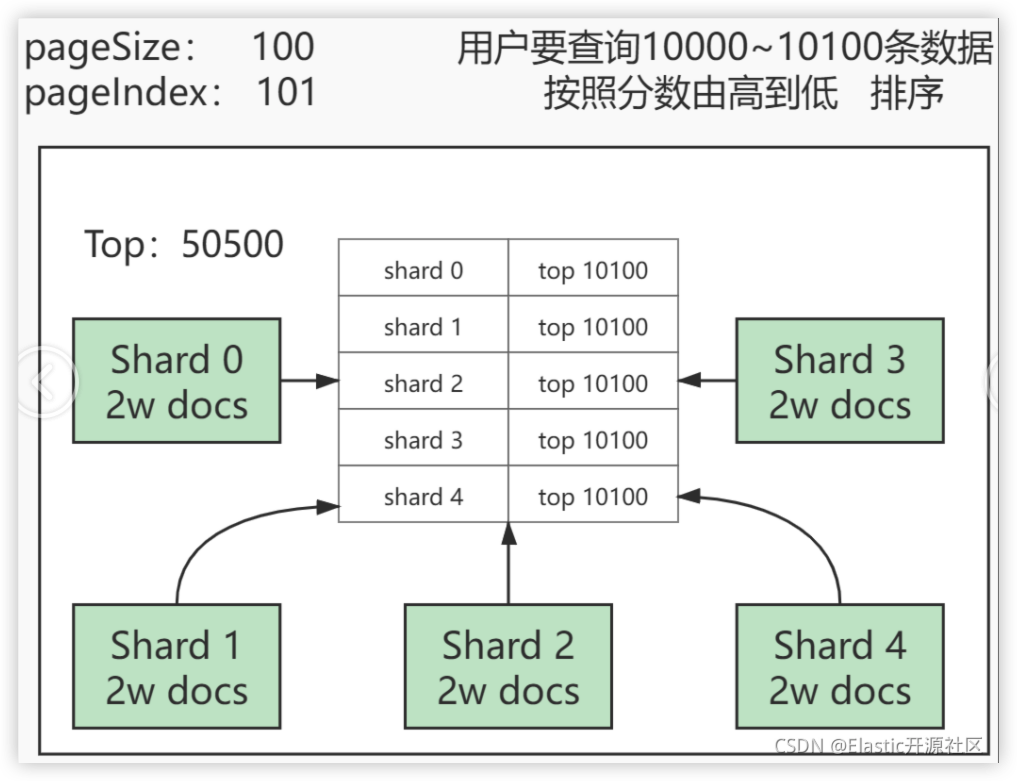 pageSize： 100
用户要查询10000~10100条数据
pageIndex： 101
按照分数由高到低 排序
Top：50500
shard 0 top 10100
shard 1 top 10100
shard 2 top 10100
shard 3 top 10100
shard 4 top 10100
Shard 0
2w docs
Shard 3
2w docs
Shard 1
2w docs
Shard 2
2w docs
Shard 4
2w docs
CSDN @Elastic开源社区